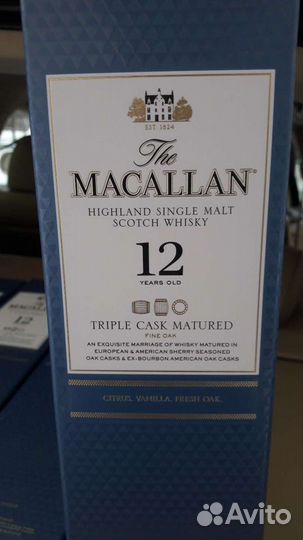 EST 1824
The
MACALLAN
HIGHLAND SINGLE MALT
SCOTCH WHISKY
12
YEARS OLD
TRIPLE CASK MATURED
FINE OAK
AN EXQUISITE MARRIAGE OF WHISKY MATURED IN
EUROPEAN & AMERICAN SHERRY SEASONED
OAK CASKS & EX-BOURBON AMERICAN OAK CASKS
CITRUS, VANILLA, FRESH OAK.
12
Avito